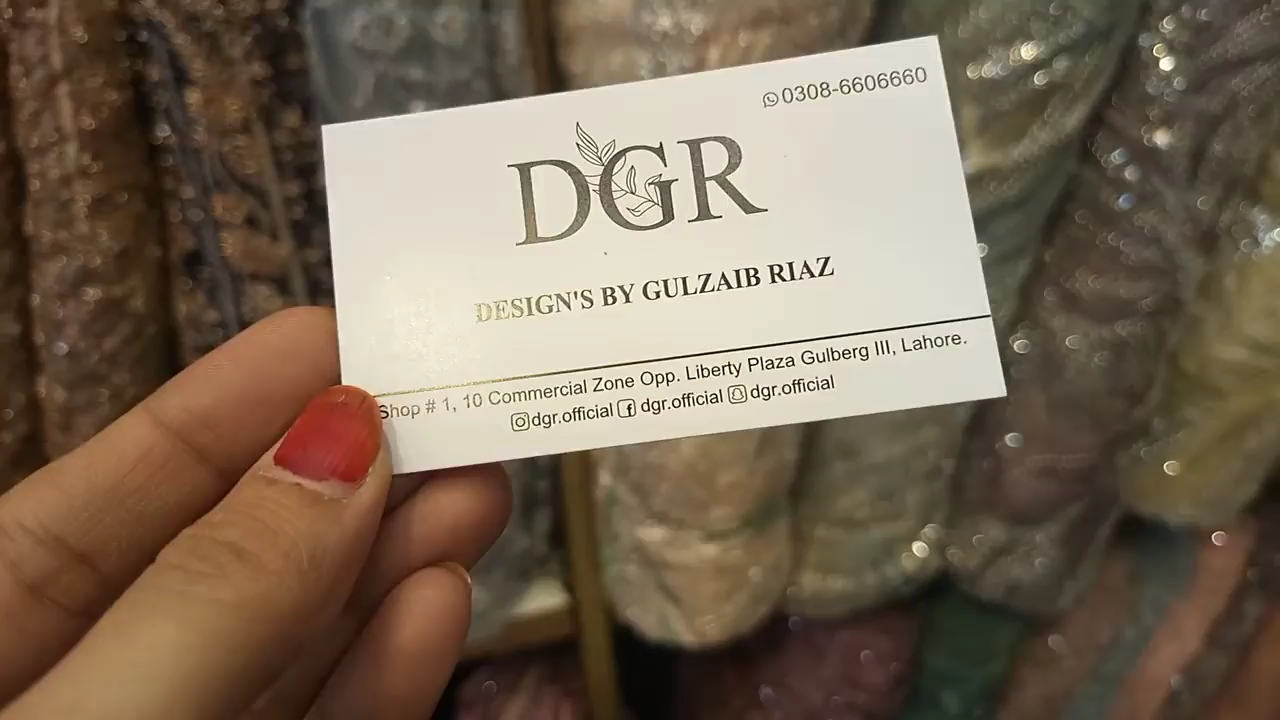 0308-6606660
DGR
DESIGN'S BY GULZAIB RIAZ
Shop # 1, 10 Commercial Zone Opp. Liberty Plaza Gulberg III, Lahore.
dgr.official dgr.official dgr.official